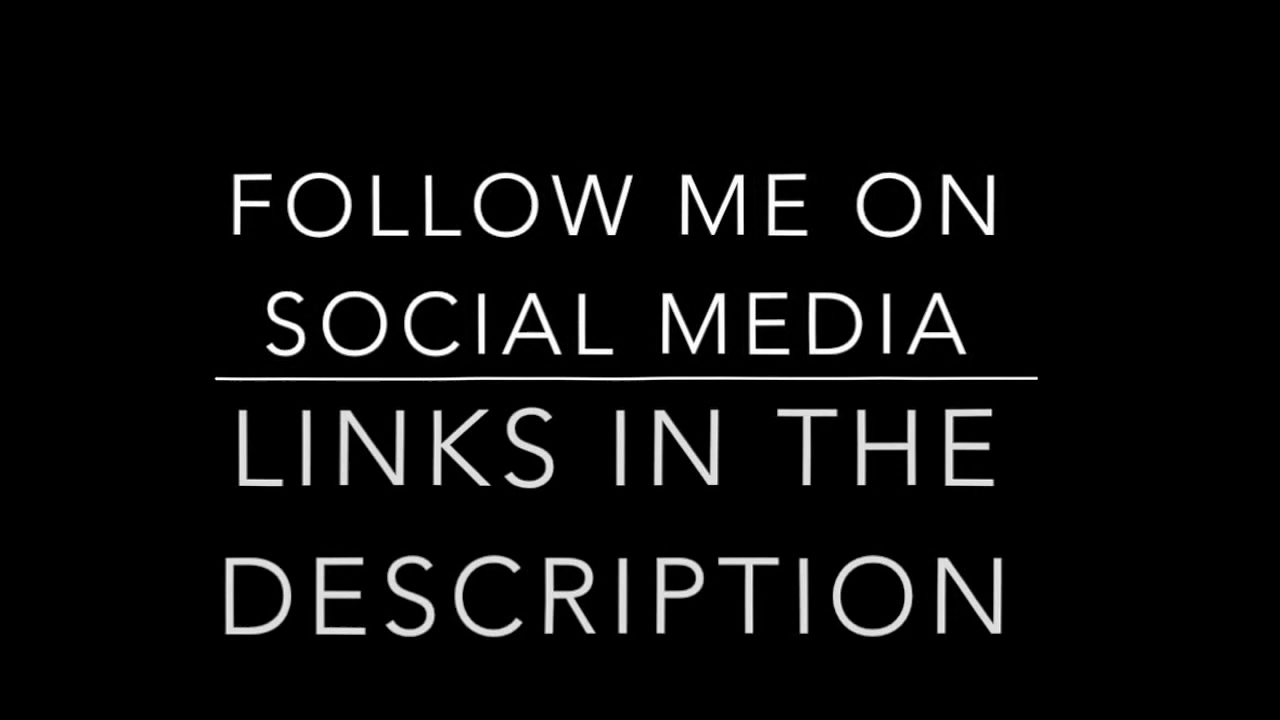 FOLLOW ME ON
SOCIAL MEDIA
LINKS IN THE
DESCRIPTION